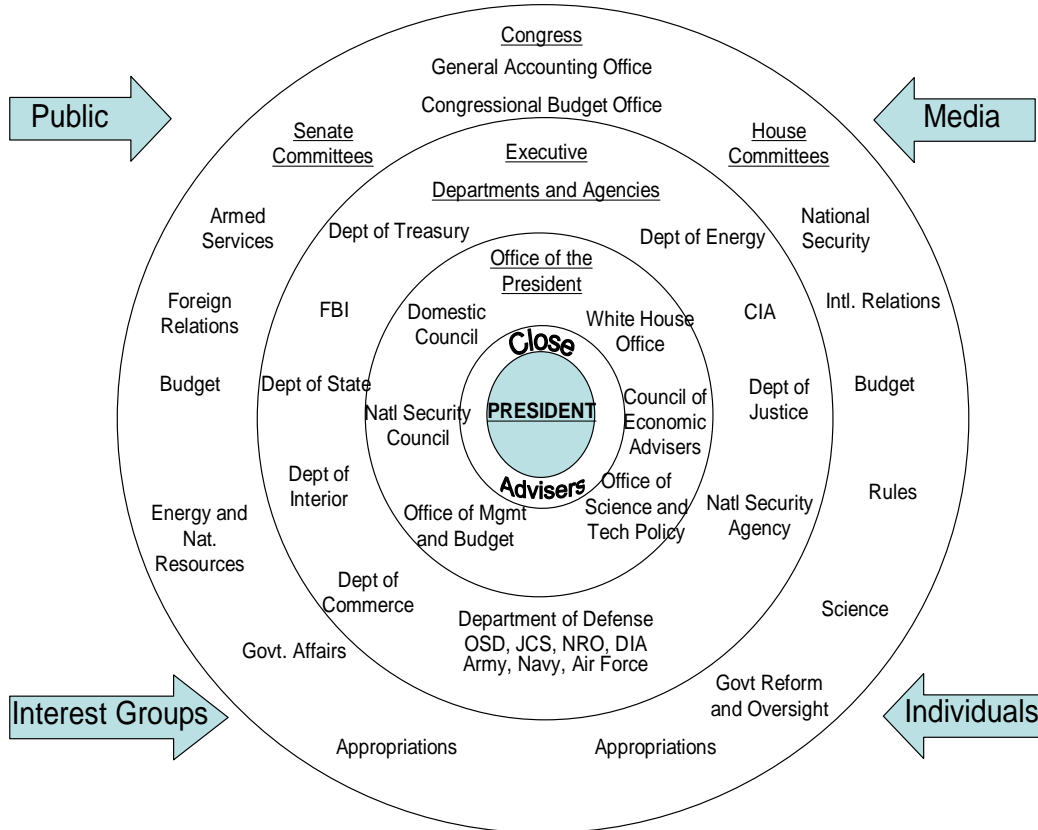 Congress
General Accounting Office
Congressional Budget Office
Public
Media
Senate
Committees
House
Committees
Executive
Departments and Agencies
Armed
Services
National
Security
Dept of Treasury
Dept of Energy
Office of the
President
Foreign
Relations
FBI
Domestic
Council
White House
Office
CIA
Intl. Relations
Close
Budget
Dept of State
Natl Security
Council
PRESIDENT
Council of
Economic
Advisers
Dept of
Justice
Budget
Advisers
Dept of
Interior
Office of Mgmt
and Budget
Office of
Science and
Tech Policy
Natl Security
Agency
Rules
Energy and
Nat.
Resources
Dept of
Commerce
Department of Defense
OSD, JCS, NRO, DIA
Army, Navy, Air Force
Science
Govt. Affairs
Govt Reform
and Oversight
Interest Groups
Individuals
Appropriations
Appropriations